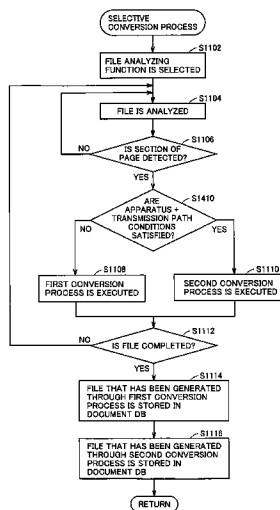 SELECTIVE
CONVERSION PROCESS
S1102
FILE ANALYZING
FUNCTION IS SELECTED
S1104
FILE IS ANALYZED
S1106
IS SECTION OF
PAGE DETECTED?
NO
YES
S1410
ARE
APPARATUS +
TRANSMISSION PATH
CONDITIONS
SATISFIED?
NO
YES
S1108
FIRST CONVERSION
PROCESS IS EXECUTED
S1110
SECOND CONVERSION
PROCESS IS EXECUTED
S1112
NO
IS FILE COMPLETED?
YES
S1114
FILE THAT HAS BEEN GENERATED
THROUGH FIRST CONVERSION
PROCESS IS STORED IN
DOCUMENT DB
S1116
FILE THAT HAS BEEN GENERATED
THROUGH SECOND CONVERSION
PROCESS IS STORED IN
DOCUMENT DB
RETURN